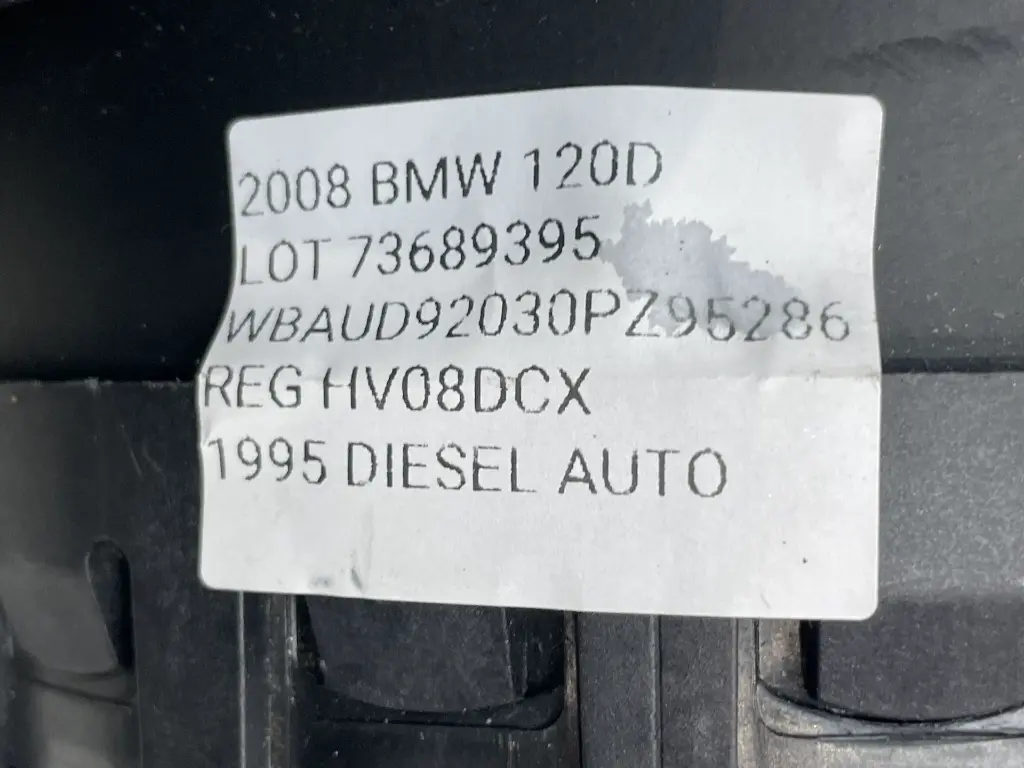 2008 BMW 120D
LOT 73689395
WBAUD92030PZ95286
REG HV08DCX
1995 DIESEL AUTO